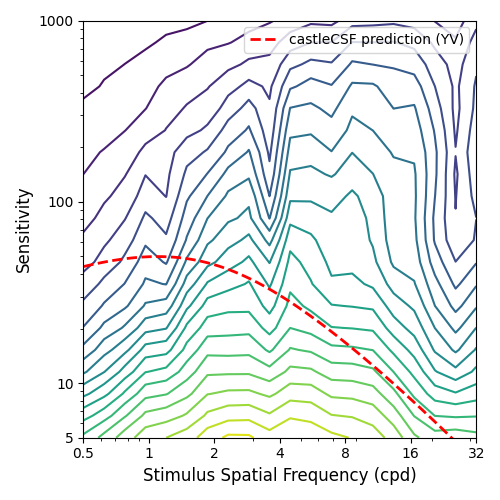 1000
castleCSF prediction (YV)
100
Sensitivity
10
5
0.5 1 2 4 8 16 32
Stimulus Spatial Frequency (cpd)